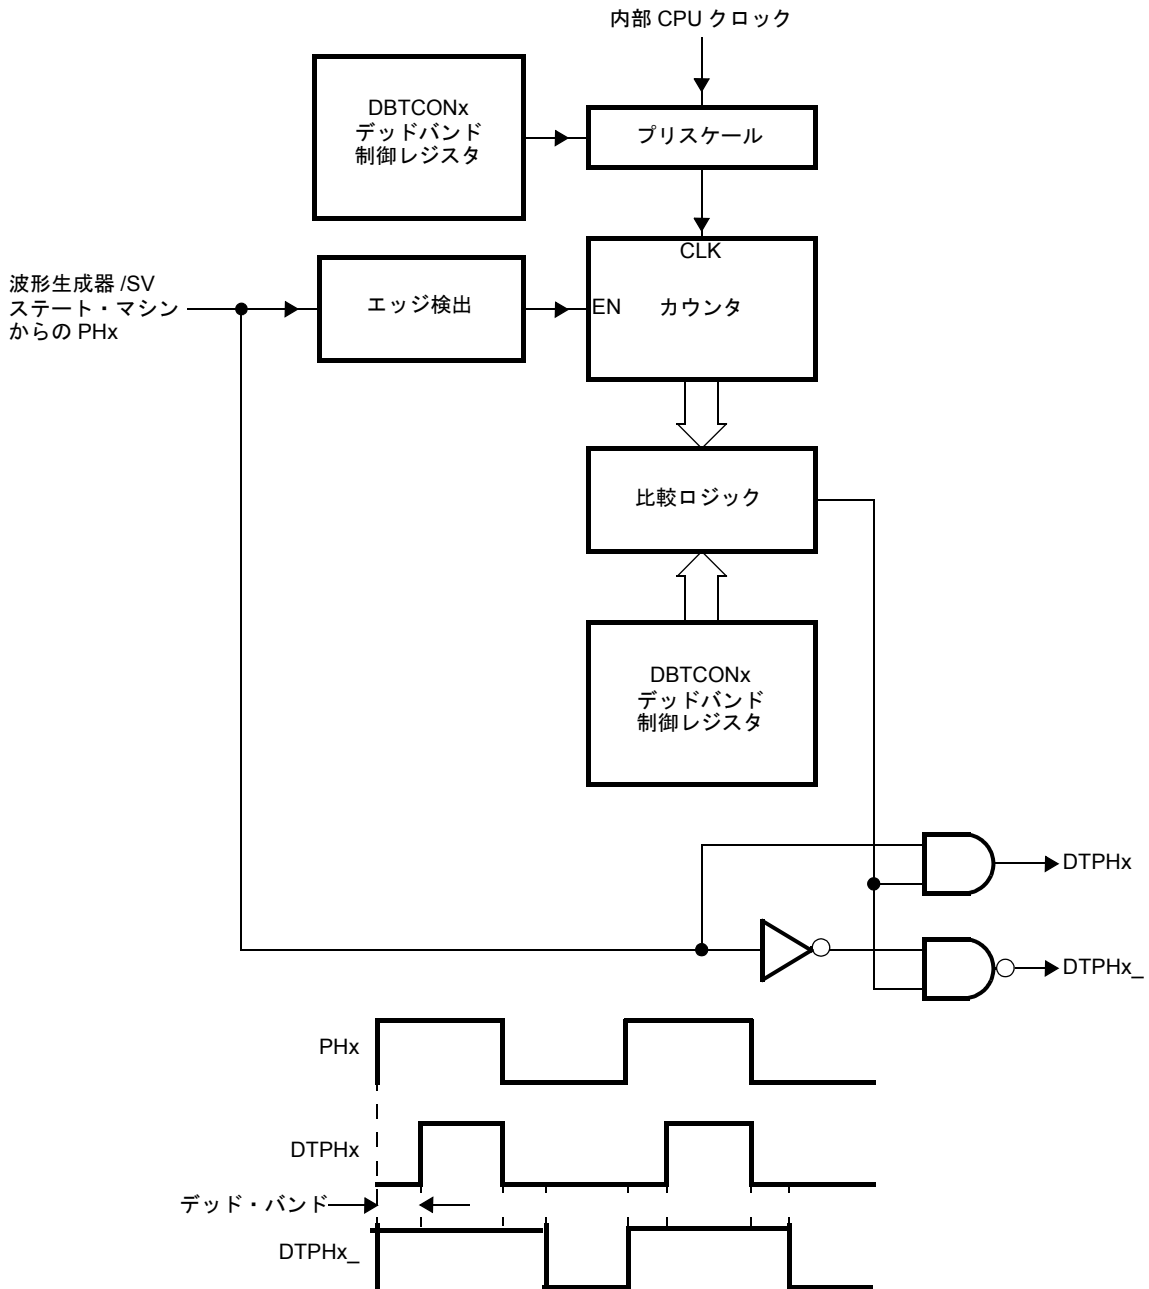 内部 CPU クロック
DBTCONx
デッドバンド
制御レジスタ
プリスケール
CLK
波形生成器 /SV
ステート・マシン
からの PHx
エッジ検出
EN
カウンタ
比較ロジック
DBTCONx
デッドバンド
制御レジスタ
DTPHx
DTPHx_
PHx
DTPHx
デッド・バンド
DTPHx_